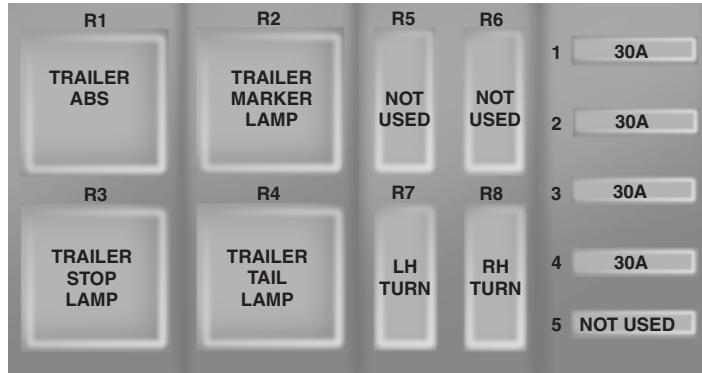 R1
R2
R5
R6
TRAILER
ABS
TRAILER
MARKER
LAMP
NOT
USED
NOT
USED
1 30A
2 30A
R3
R4
R7
R8
3 30A
TRAILER
STOP
LAMP
TRAILER
TAIL
LAMP
LH
TURN
RH
TURN
4 30A
5 NOT USED